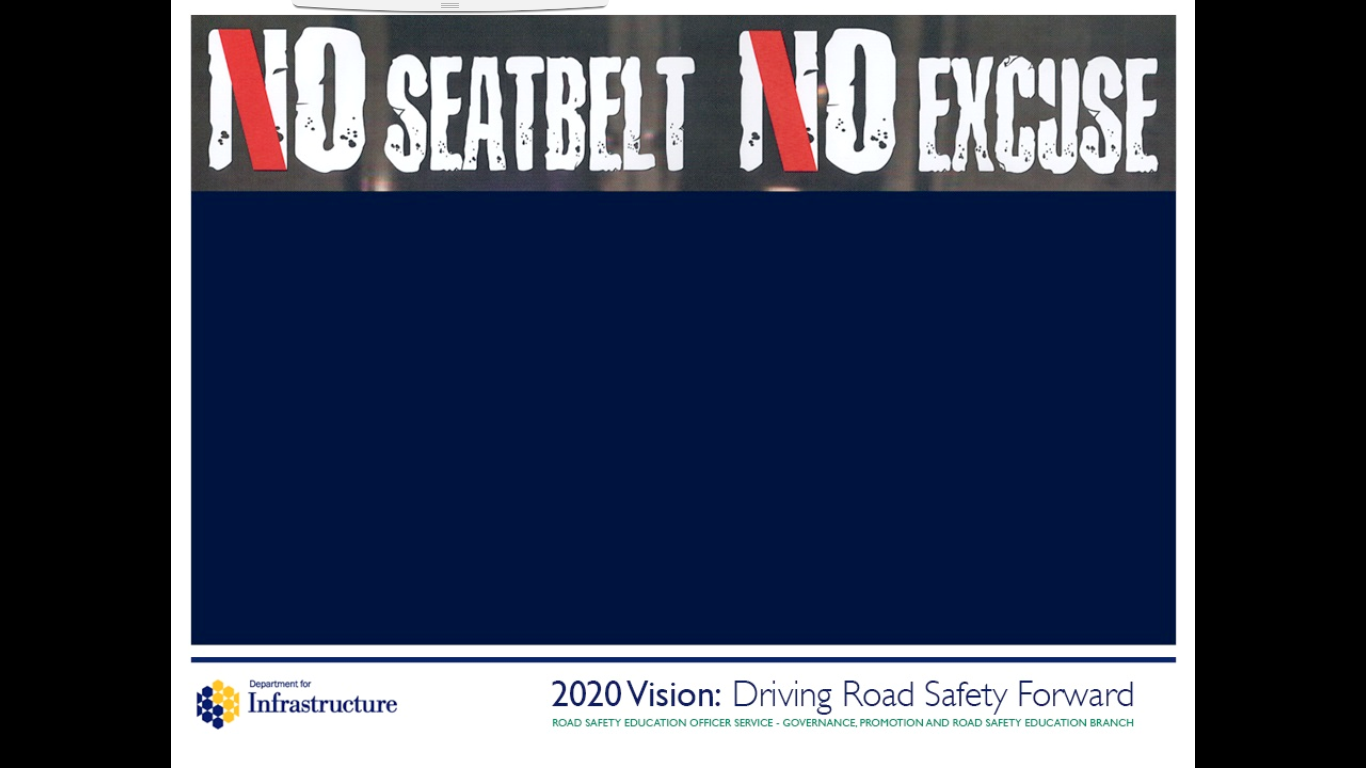 NO SEATBELT NO EXCUSE
Department for
Infrastructure
2020 Vision: Driving Road Safety Forward
ROAD SAFETY EDUCATION OFFICER SERVICE - GOVERNANCE, PROMOTION AND ROAD SAFETY EDUCATION BRANCH